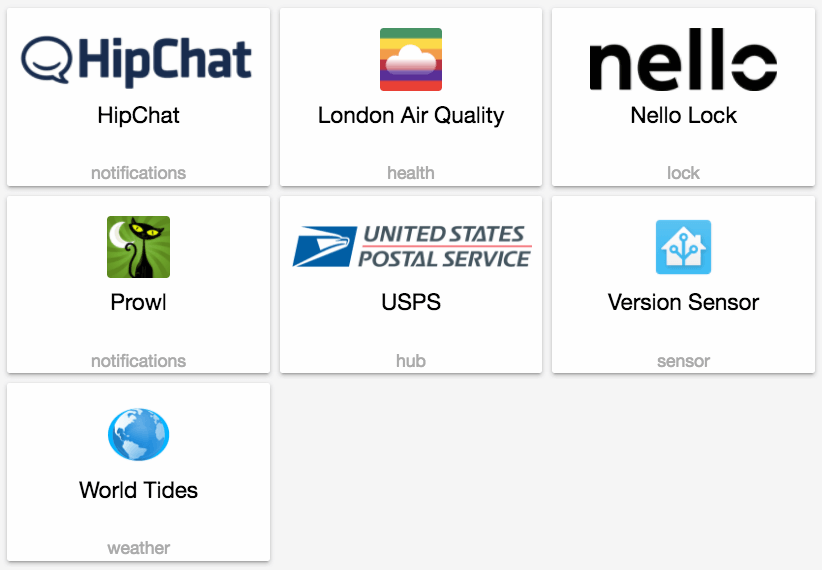 HipChat
HipChat
notifications
London Air Quality
health
nello
Nello Lock
lock
Prowl
notifications
UNITED STATES
POSTAL SERVICE
USPS
hub
Version Sensor
sensor
World Tides
weather